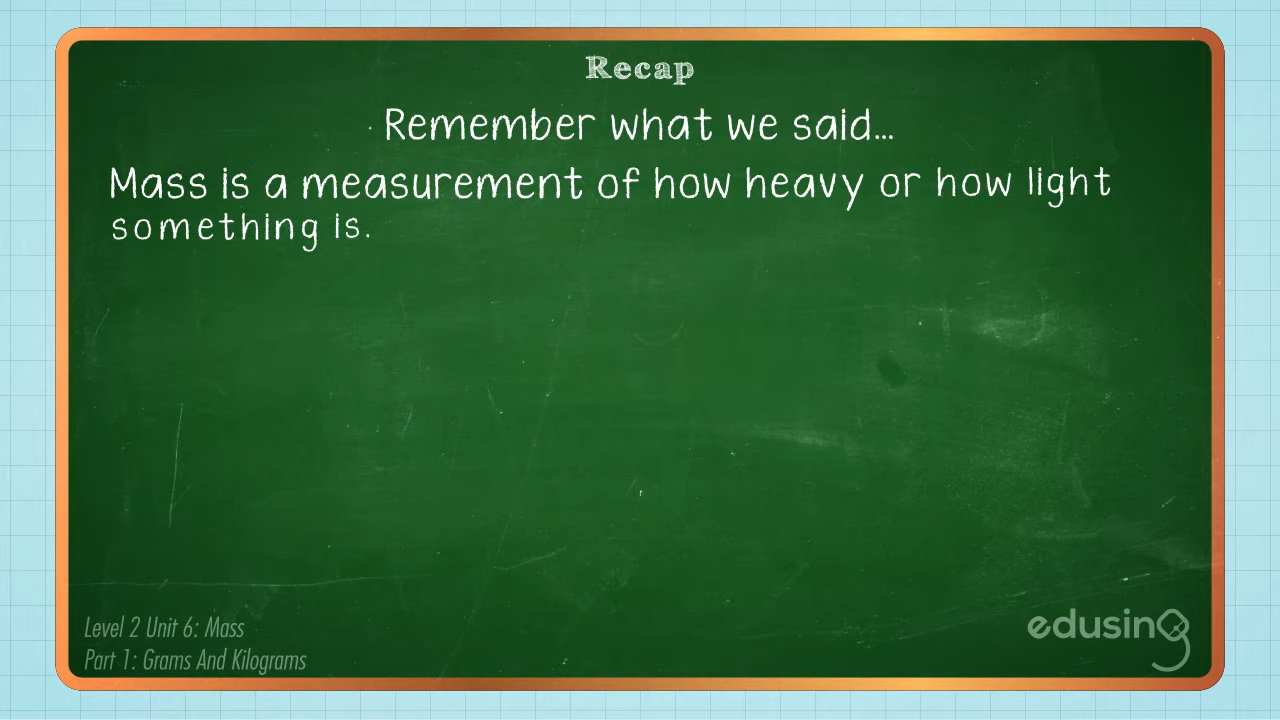 Recap
Remember what we said...
Mass is a measurement of how heavy or how light
something is.
Level 2 Unit 6: Mass
Part 1: Grams And Kilograms
edusing